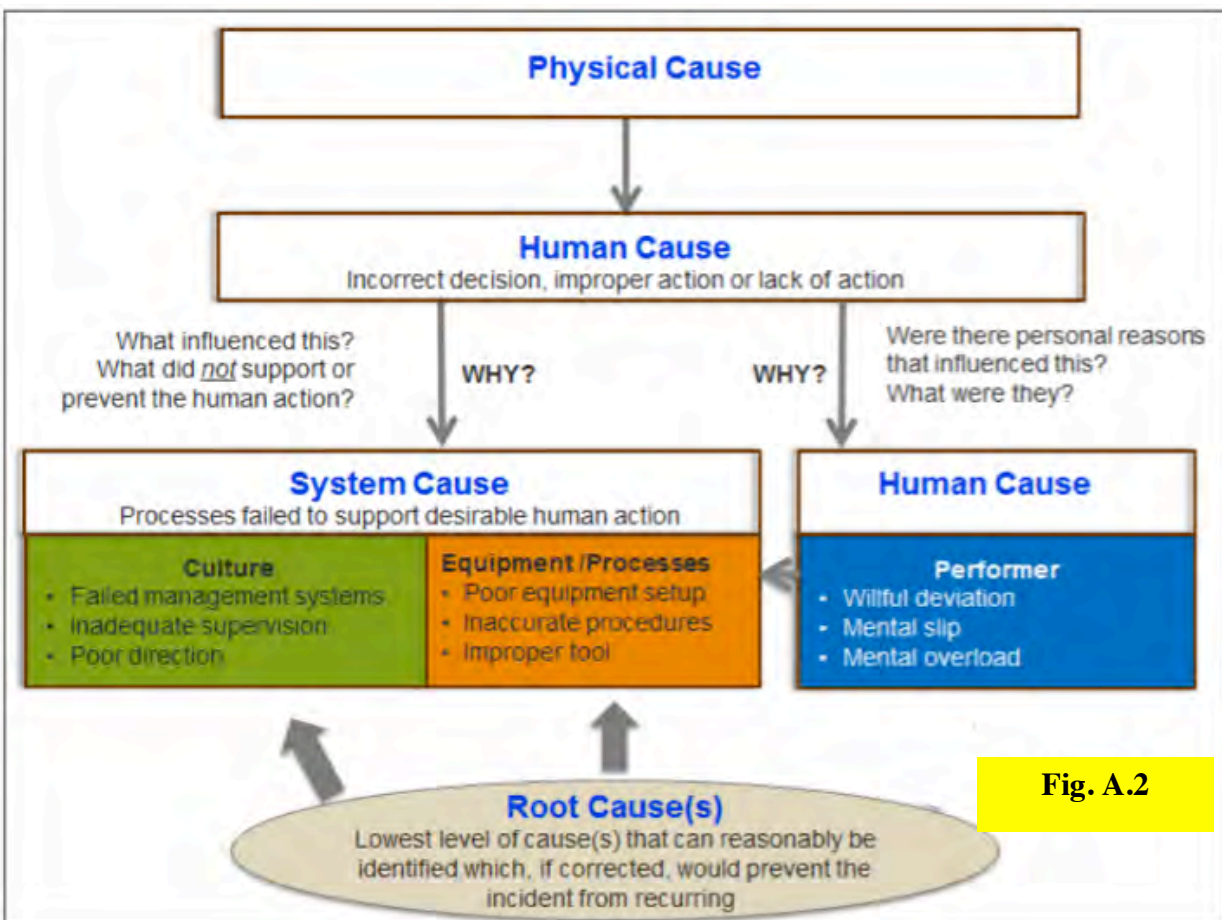 Physical Cause
Human Cause
Incorrect decision, improper action or lack of action
What influenced this?
What did not support or
prevent the human action?
WHY?
WHY?
Were there personal reasons
that influenced this?
What were they?
System Cause
Processes failed to support desirable human action
Culture
• Failed management systems
• Inadequate supervision
• Poor direction
Equipment /Processes
• Poor equipment setup
• Inaccurate procedures
• Improper tool
Human Cause
Performer
• Willful deviation
• Mental slip
• Mental overload
Root Cause(s)
Lowest level of cause(s) that can reasonably be
identified which, if corrected, would prevent the
incident from recurring
Fig. A.2